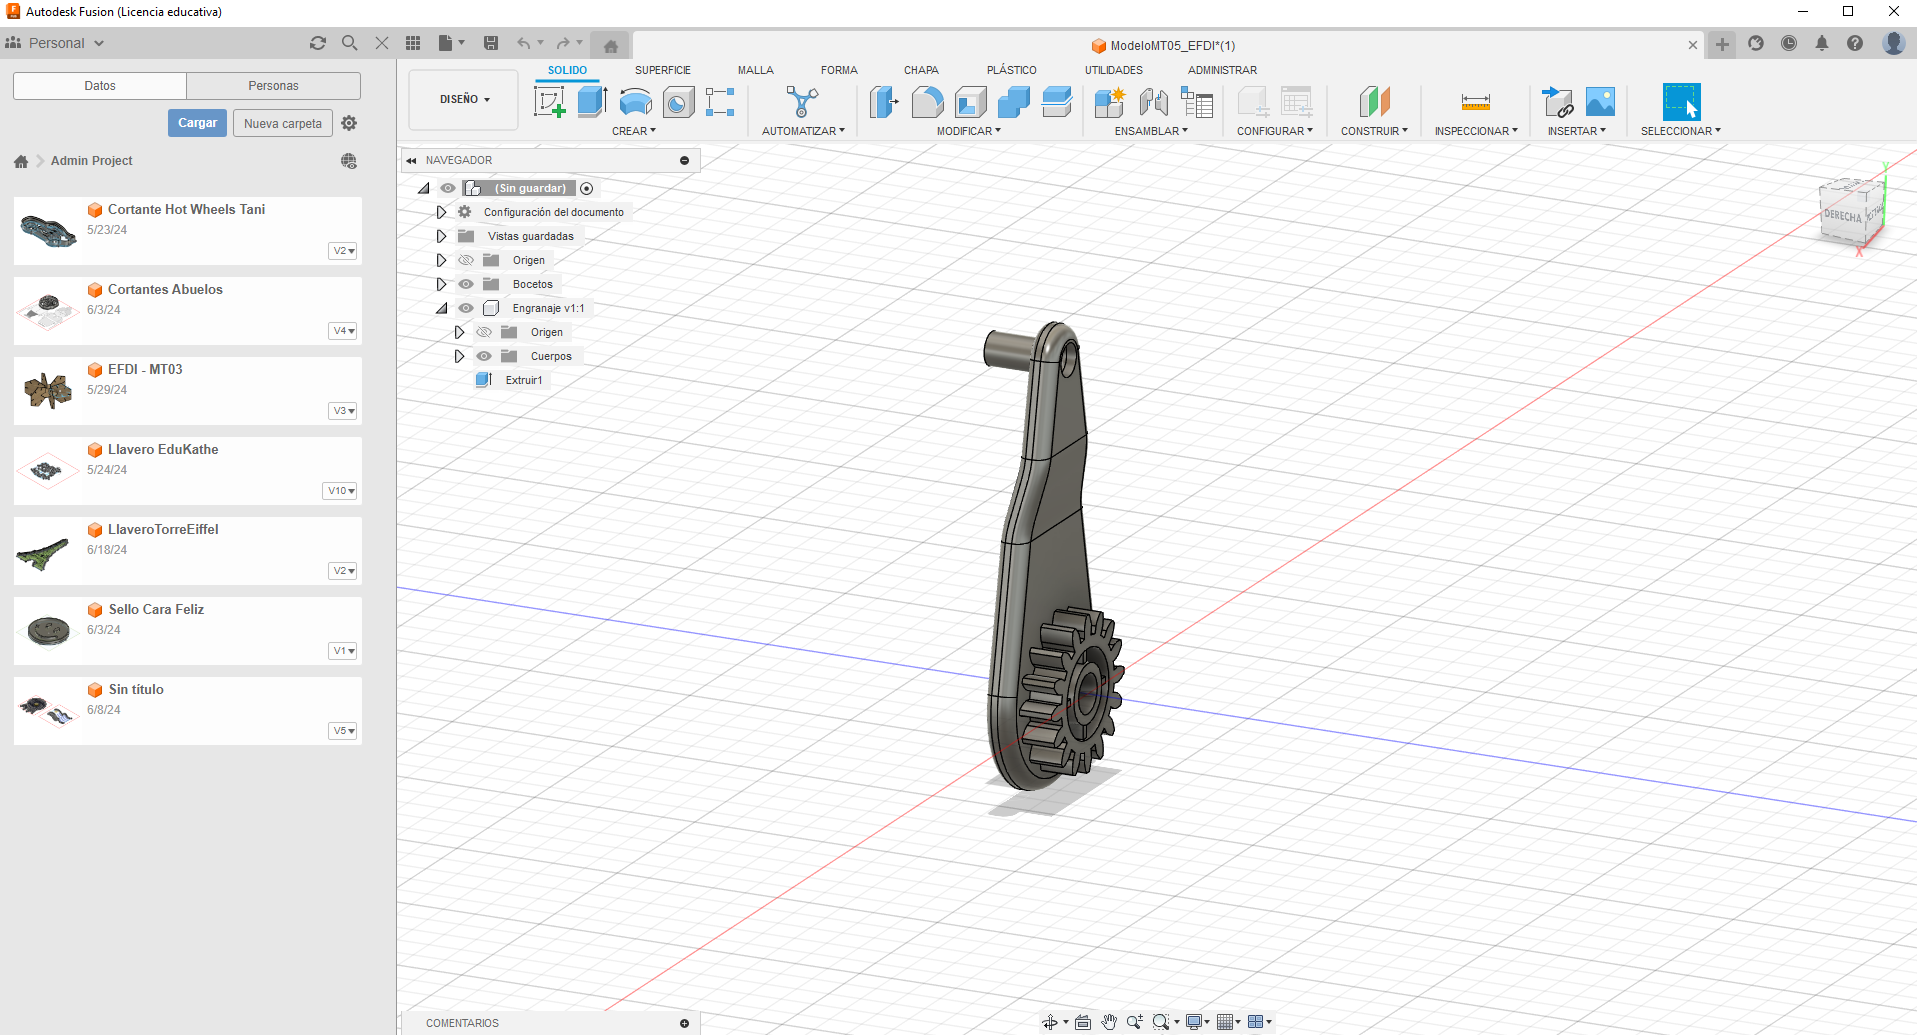 Autodesk Fusion (Licencia educativa)
Personal
ModeloMT05_EFDI*(1)
Datos
Personas
Cargar
Nueva carpeta
Admin Project
Cortante Hot Wheels Tani
5/23/24
V2
Cortantes Abuelos
6/3/24
V4
EFDI - MT03
5/29/24
V3
Llavero EduKathe
5/24/24
V10
LlaveroTorreEiffel
6/18/24
V2
Sello Cara Feliz
6/3/24
V1
Sin título
6/8/24
V5
DISEÑO
SOLIDO
SUPERFICIE
MALLA
FORMA
CHAPA
PLÁSTICO
UTILIDADES
ADMINISTRAR
CREAR
AUTOMATIZAR
MODIFICAR
ENSAMBLAR
CONFIGURAR
CONSTRUIR
INSPECCIONAR
INSERTAR
SELECCIONAR
NAVEGADOR
(Sin guardar)
Configuración del documento
Vistas guardadas
Origen
Bocetos
Engranaje v1:1
Origen
Cuerpos
Extruir1
Y
DERECHA
X
COMENTARIOS